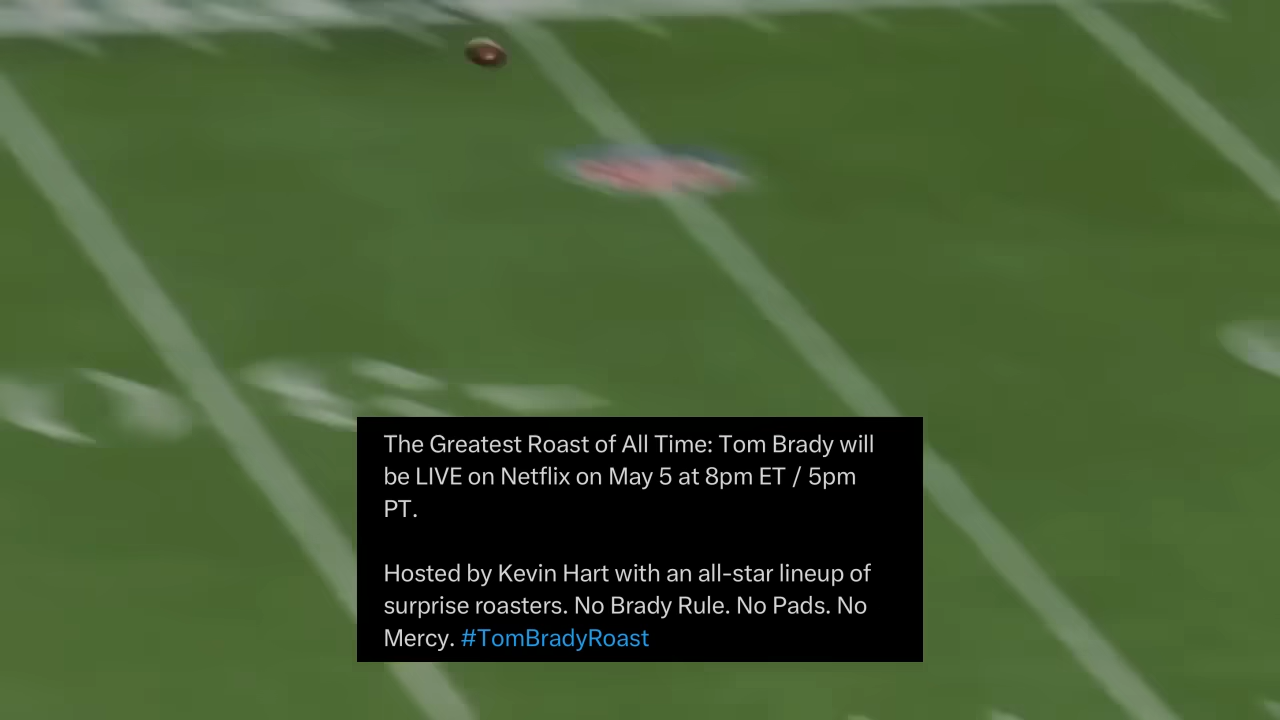 The Greatest Roast of All Time: Tom Brady will
be LIVE on Netflix on May 5 at 8pm ET / 5pm
PT.
Hosted by Kevin Hart with an all-star lineup of
surprise roasters. No Brady Rule. No Pads. No
Mercy. #TomBradyRoast